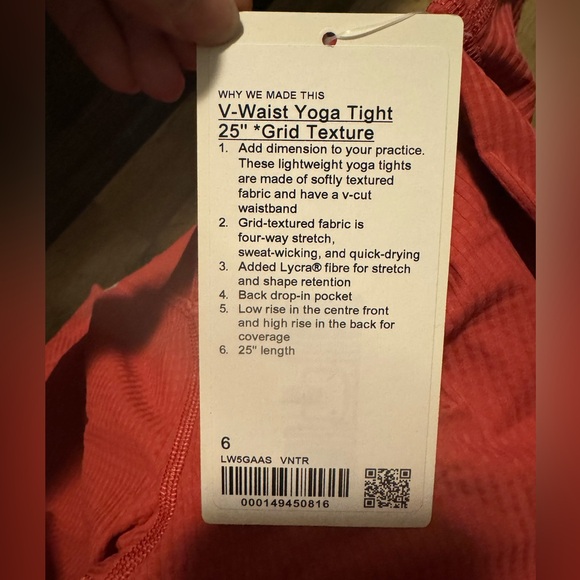 WHY WE MADE THIS
V-Waist Yoga Tight
25" *Grid Texture
1. Add dimension to your practice.
These lightweight yoga tights
are made of softly textured
fabric and have a v-cut
waistband
2. Grid-textured fabric is
four-way stretch,
sweat-wicking, and quick-drying
3. Added Lycra® fibre for stretch
and shape retention
4. Back drop-in pocket
5. Low rise in the centre front
and high rise in the back for
coverage
6. 25" length
6
LW5GAAS VNTR
000149450816